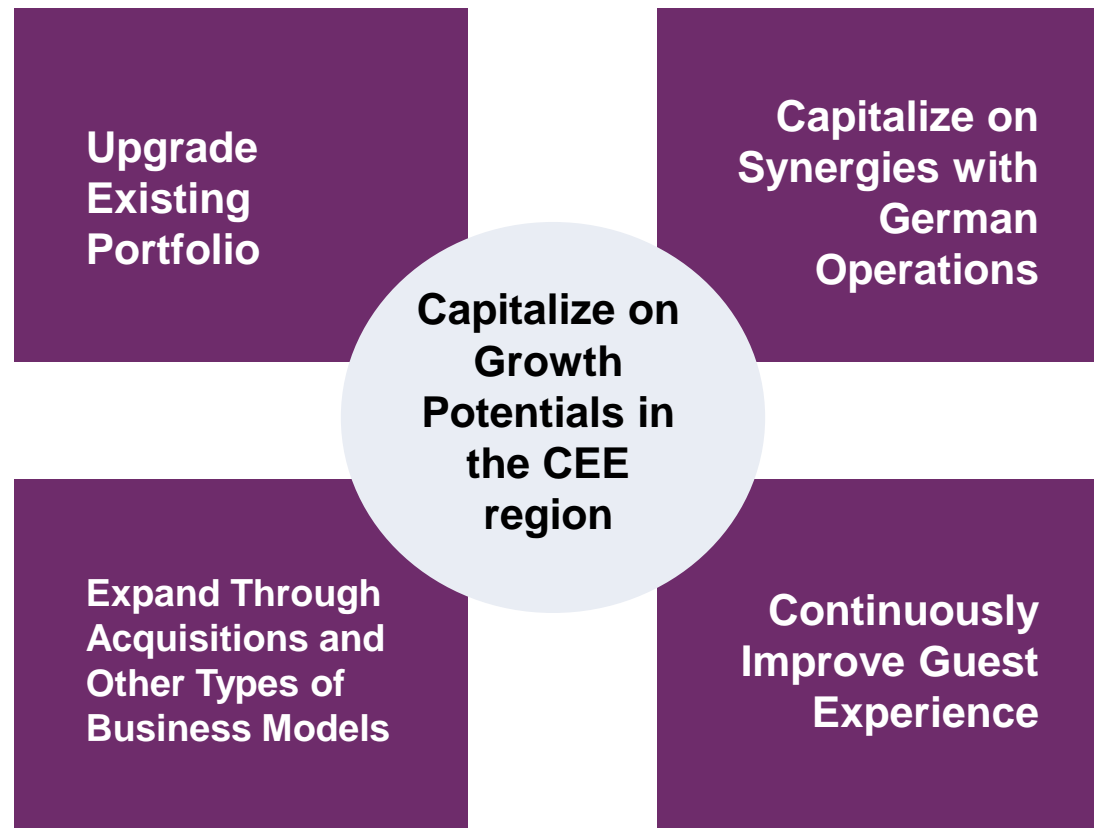 Upgrade
Existing
Portfolio
Capitalize on
Synergies with
German
Operations
Capitalize on
Growth
Potentials in
the CEE
region
Expand Through
Acquisitions and
Other Types of
Business Models
Continuously
Improve Guest
Experience